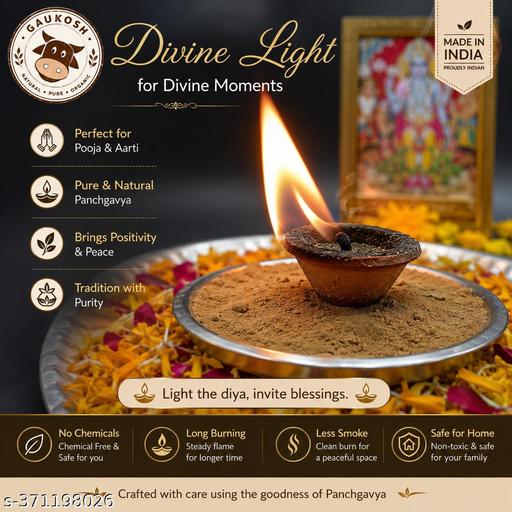 GAUKOSH
NATURAL • PURE • ORGANIC
Divine Light
for Divine Moments
MADE IN
INDIA
PROUDLY INDIAN
Perfect for
Pooja & Aarti
Pure & Natural
Panchgavya
Brings Positivity
& Peace
Tradition with
Purity
Light the diya, invite blessings.
No Chemicals
Chemical Free &
Safe for you
Long Burning
Steady flame
for longer time
Less Smoke
Clean burn for
a peaceful space
Safe for Home
Non-toxic & safe
for your family
Crafted with care using the goodness of Panchgavya
s-371198026